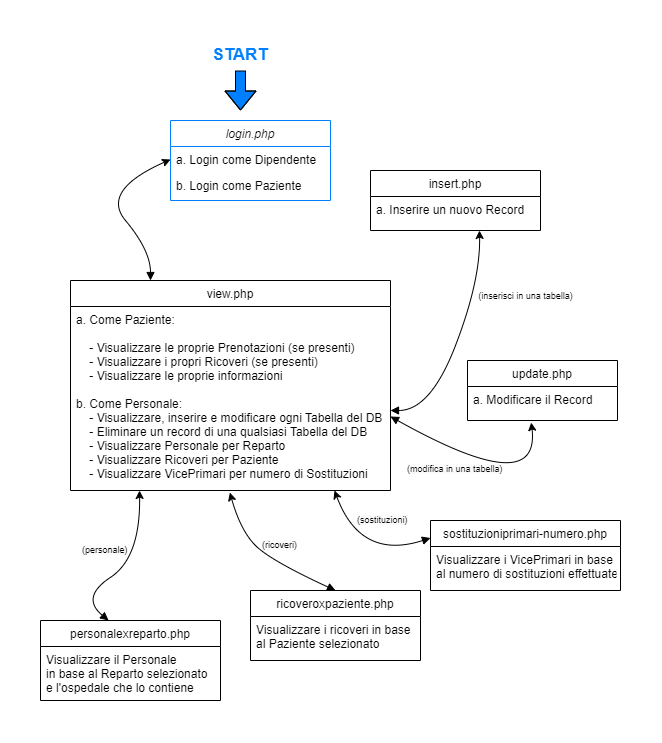 START
login.php
a. Login come Dipendente
b. Login come Paziente
insert.php
a. Inserire un nuovo Record
view.php
a. Come Paziente:
- Visualizzare le proprie Prenotazioni (se presenti)
- Visualizzare i propri Ricoveri (se presenti)
- Visualizzare le proprie informazioni
b. Come Personale:
- Visualizzare, inserire e modificare ogni Tabella del DB
- Eliminare un record di una qualsiasi Tabella del DB
- Visualizzare Personale per Reparto
- Visualizzare Ricoveri per Paziente
- Visualizzare VicePrimari per numero di Sostituzioni
(inserisci in una tabella)
update.php
a. Modificare il Record
(modifica in una tabella)
(sostituzioni)
sostituzioniprimari-numero.php
Visualizzare i VicePrimari in base
al numero di sostituzioni effettuate
(ricoveri)
ricoveroxpaziente.php
Visualizzare i ricoveri in base
al Paziente selezionato
(personale)
personalexreparto.php
Visualizzare il Personale
in base al Reparto selezionato
e l'ospedale che lo contiene